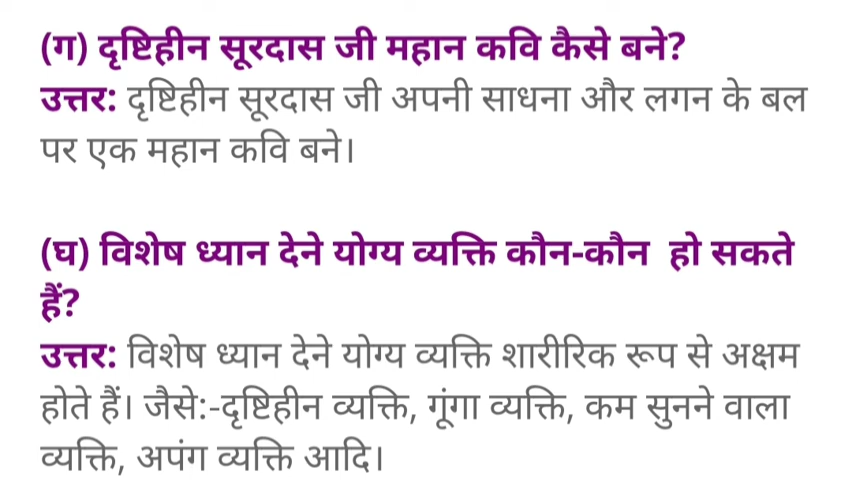 (ग) दृष्टिहीन सूरदास जी महान कवि कैसे बने?
उत्तर: दृष्टिहीन सूरदास जी अपनी साधना और लगन के बल
पर एक महान कवि बने।
(घ) विशेष ध्यान देने योग्य व्यक्ति कौन-कौन हो सकते
हैं?
उत्तर: विशेष ध्यान देने योग्य व्यक्ति शारीरिक रूप से अक्षम
होते हैं। जैसे:-दृष्टिहीन व्यक्ति, गूंगा व्यक्ति, कम सुनने वाला
व्यक्ति, अपंग व्यक्ति आदि।